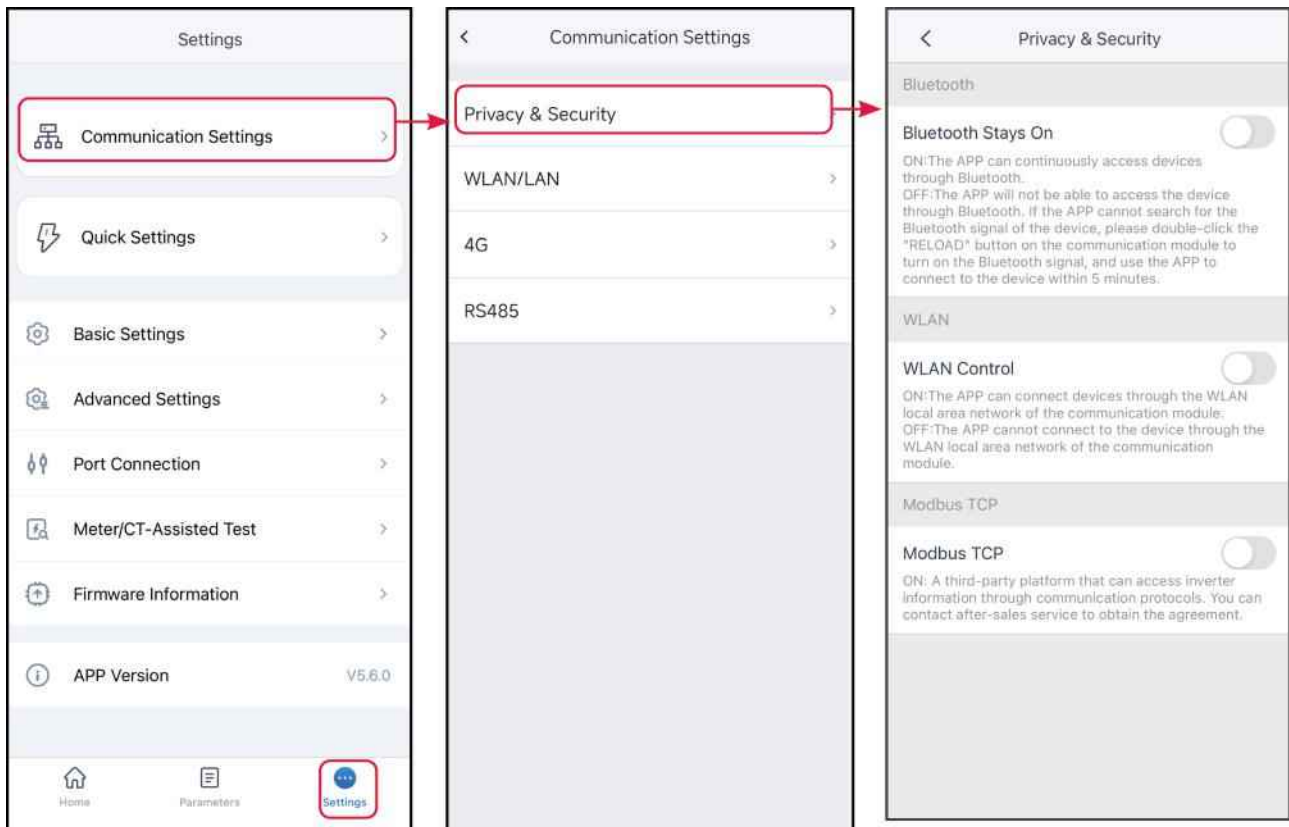 Settings
Communication Settings
Quick Settings
Basic Settings
Advanced Settings
Port Connection
Meter/CT-Assisted Test
Firmware Information
APP Version V5.6.0
Home Parameters Settings
Communication Settings
Privacy & Security
WLAN/LAN
4G
RS485
Privacy & Security
Bluetooth
Bluetooth Stays On
ON:The APP can continuously access devices
through Bluetooth.
OFF:The APP will not be able to access the device
through Bluetooth. If the APP cannot search for the
Bluetooth signal of the device, please double-click the
"RELOAD" button on the communication module to
turn on the Bluetooth signal, and use the APP to
connect to the device within 5 minutes.
WLAN
WLAN Control
ON:The APP can connect devices through the WLAN
local area network of the communication module.
OFF:The APP cannot connect to the device through the
WLAN local area network of the communication
module.
Modbus TCP
Modbus TCP
ON: A third-party platform that can access inverter
information through communication protocols. You can
contact after-sales service to obtain the agreement.